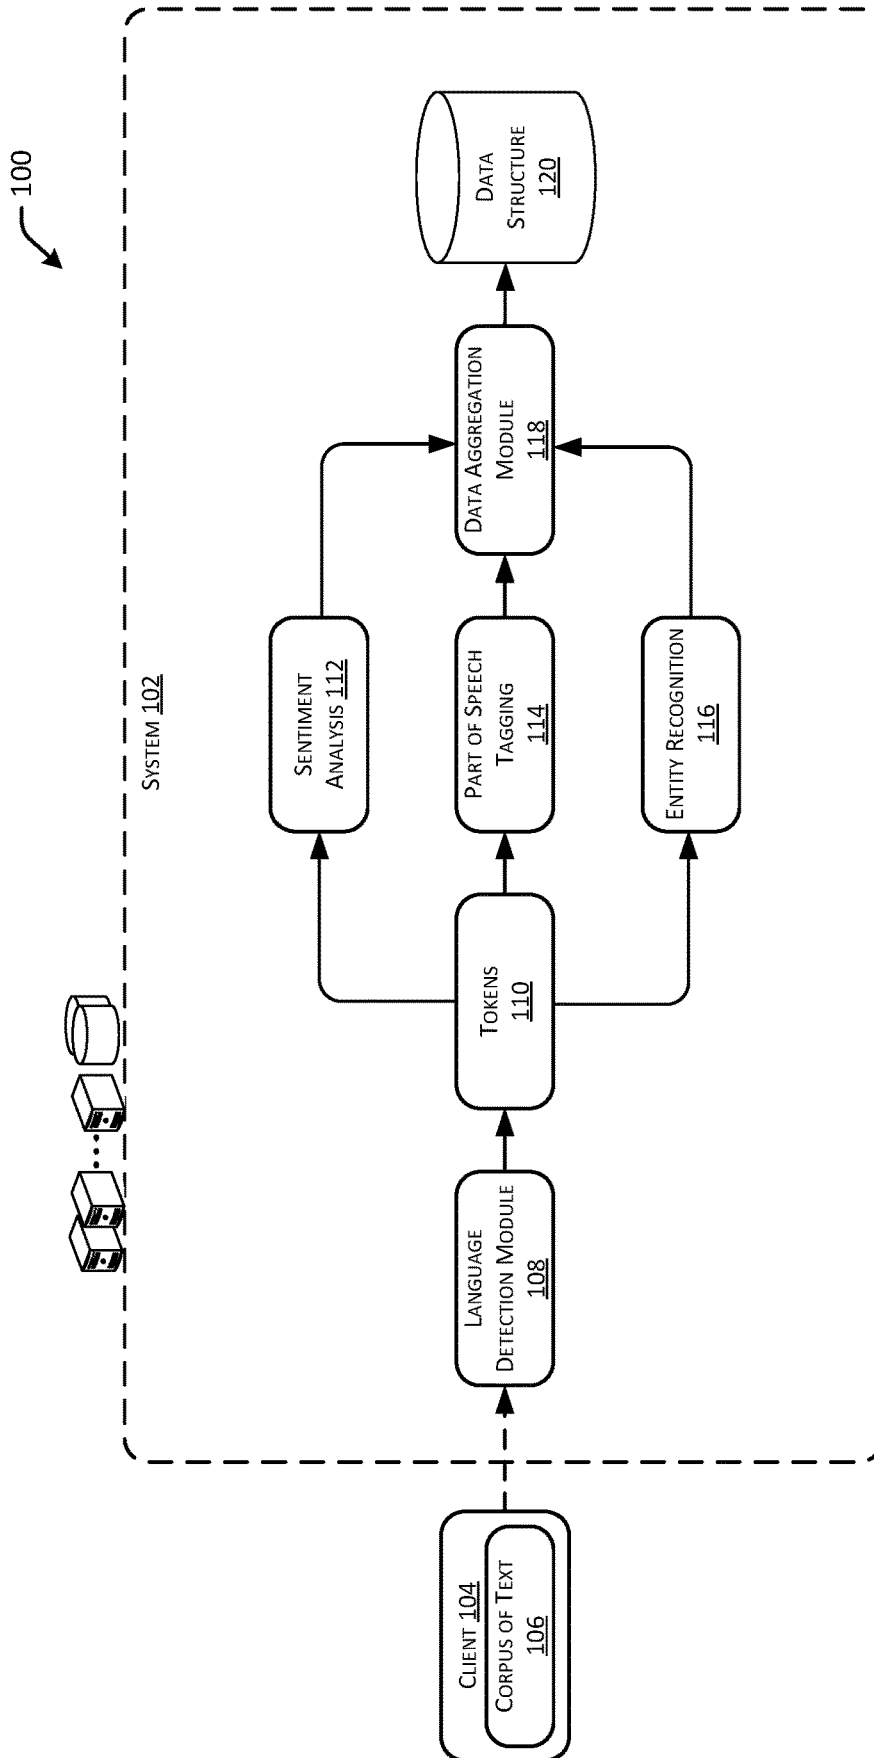 100
SYSTEM 102
CLIENT 104
CORPUS OF TEXT
106
LANGUAGE
DETECTION MODULE
108
TOKENS
110
SENTIMENT
ANALYSIS 112
PART OF SPEECH
TAGGING
114
ENTITY RECOGNITION
116
DATA AGGREGATION
MODULE
118
DATA
STRUCTURE
120